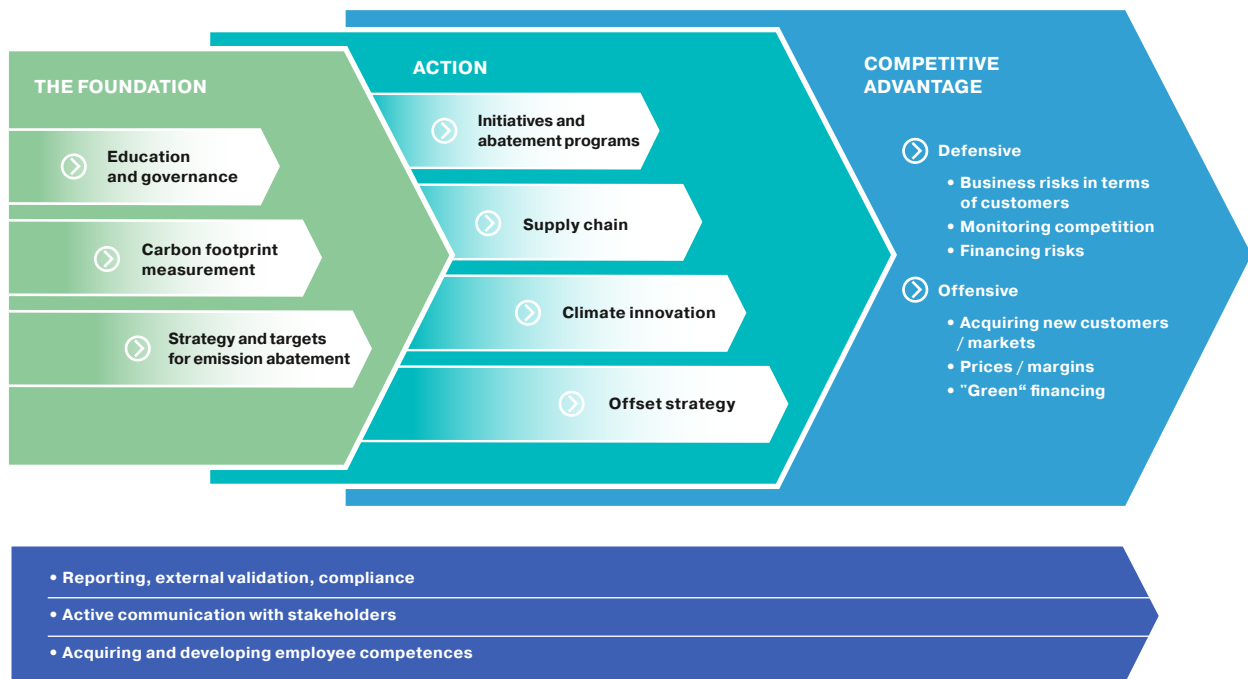 THE FOUNDATION
Education
and governance
Carbon footprint
measurement
Strategy and targets
for emission abatement
ACTION
Initiatives and
abatement programs
Supply chain
Climate innovation
Offset strategy
COMPETITIVE
ADVANTAGE
Defensive
• Business risks in terms
of customers
• Monitoring competition
• Financing risks
Offensive
• Acquiring new customers
/ markets
• Prices / margins
• "Green“ financing
• Reporting, external validation, compliance
• Active communication with stakeholders
• Acquiring and developing employee competences